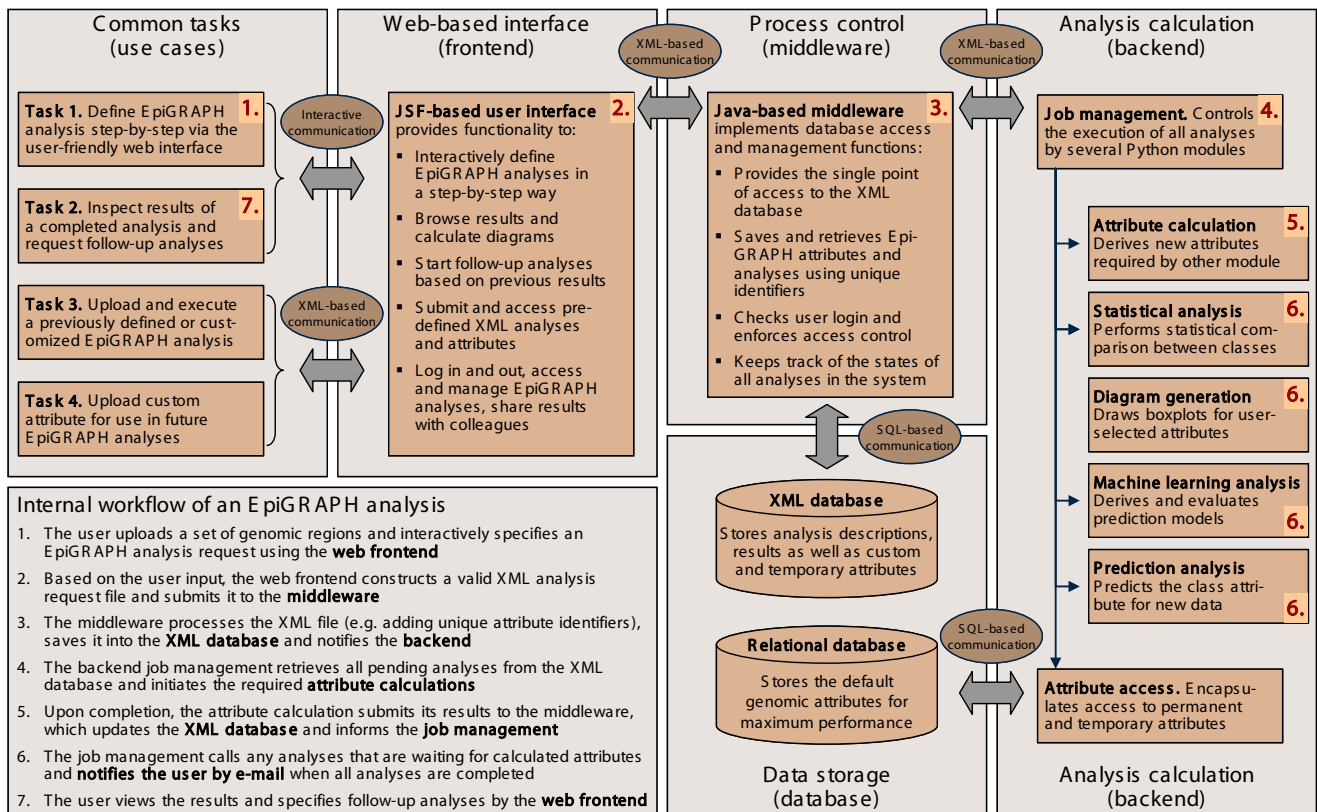 Common tasks
(use cases)
Task 1. Define EpiGRAPH
analysis step-by-step via the
user-friendly web interface
1.
Task 2. Inspect results of
a completed analysis and
request follow-up analyses
7.
Task 3. Upload and execute
a previously defined or cust-
omized EpiGRAPH analysis
Task 4. Upload custom
attribute for use in future
EpiGRAPH analyses
Interactive
communication
XML-based
communication
Web-based interface
(frontend)
JSF-based user interface
2.
provides functionality to:
▪ Interactively define
EpiGRAPH analyses in
a step-by-step way
▪ Browse results and
calculate diagrams
▪ Start follow-up analyses
based on previous results
▪ Submit and access pre-
defined XML analyses
and attributes
▪ Log in and out, access
and manage EpiGRAPH
analyses, share results
with colleagues
XML-based
communication
Process control
(middleware)
Java-based middleware
3.
implements database access
and management functions:
▪ Provides the single point
of access to the XML
database
▪ Saves and retrieves Epi-
GRAPH attributes and
analyses using unique
identifiers
▪ Checks user login and
enforces access control
▪ Keeps track of the states of
all analyses in the system
XML-based
communication
SQL-based
communication
Analysis calculation
(backend)
Job management. Controls
the execution of all analyses
by several Python modules
4.
Attribute calculation
Derives new attributes
required by other module
5.
Statistical analysis
Performs statistical com-
parison between classes
6.
Diagram generation
Draws boxplots for user-
selected attributes
6.
Machine learning analysis
Derives and evaluates
prediction models
6.
Prediction analysis
Predicts the class attri-
bute for new data
6.
Attribute access. Encapsu-
lates access to permanent
and temporary attributes
Analysis calculation
(backend)
XML database
Stores analysis descriptions,
results as well as custom
and temporary attributes
Relational database
Stores the default
genomic attributes for
maximum performance
SQL-based
communication
Data storage
(database)
Internal workflow of an EpiGRAPH analysis
1. The user uploads a set of genomic regions and interactively specifies an
EpiGRAPH analysis request using the web frontend
2. Based on the user input, the web frontend constructs a valid XML analysis
request file and submits it to the middleware
3. The middleware processes the XML file (e.g. adding unique attribute identifiers),
saves it into the XML database and notifies the backend
4. The backend job management retrieves all pending analyses from the XML
database and initiates the required attribute calculations
5. Upon completion, the attribute calculation submits its results to the middleware,
which updates the XML database and informs the job management
6. The job management calls any analyses that are waiting for calculated attributes
and notifies the user by e-mail when all analyses are completed
7. The user views the results and specifies follow-up analyses by the web frontend